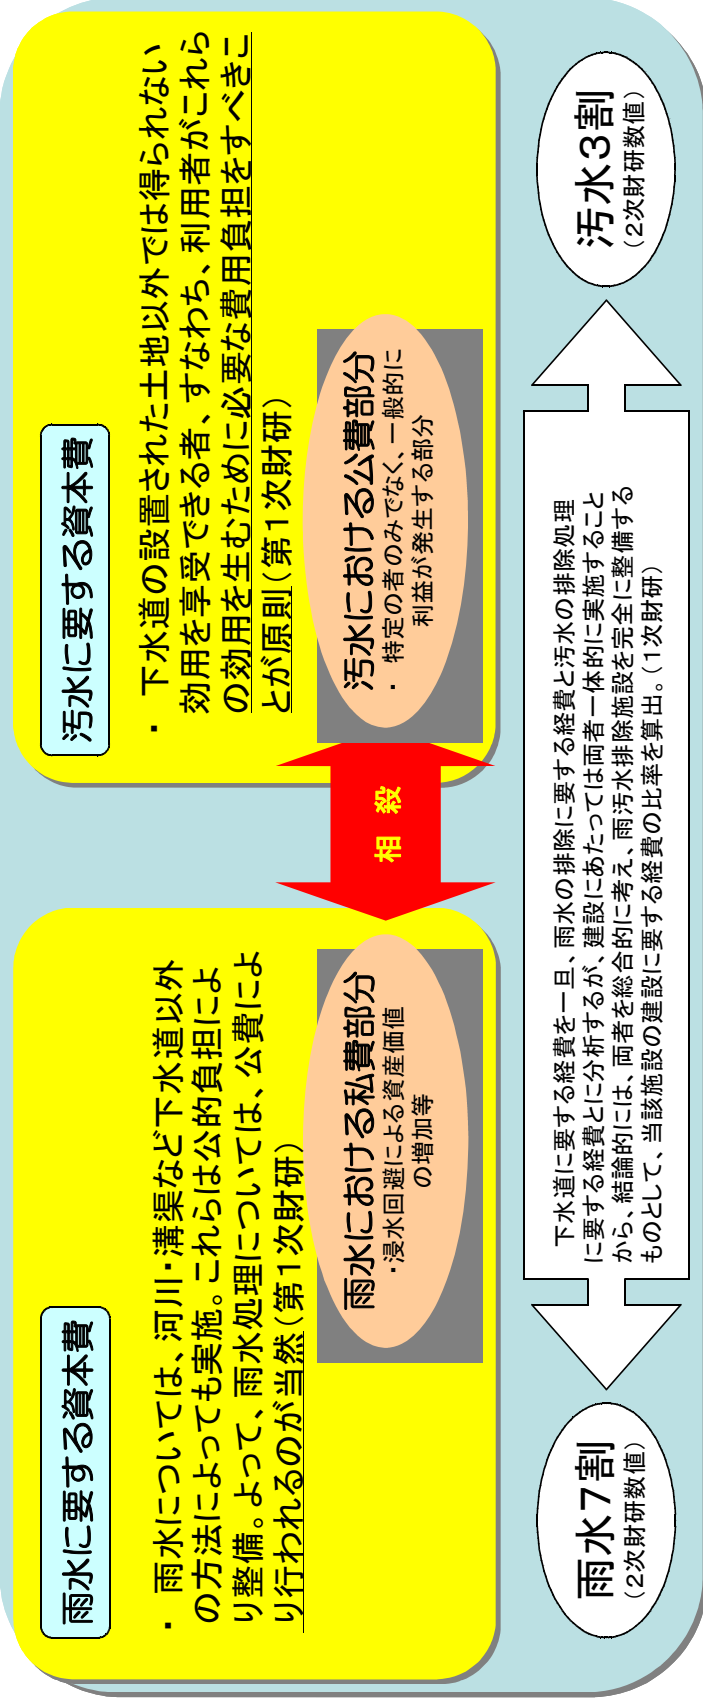 雨水に要する資本費
・ 雨水については、河川・溝渠など下水道以外
の方法によっても実施。これらは公的負担によ
り整備。よって、雨水処理については、公費によ
り行われるのが当然(第1次財研)
雨水における私費部分
・浸水回避による資産価値
の増加等
相 殺
汚水に要する資本費
・ 下水道の設置された土地以外では得られない
効用を享受できる者、すなわち、利用者がこれら
の効用を生むために必要な費用負担をすべきこ
とが原則(第1次財研)
汚水における公費部分
・ 特定の者のみでなく、一般的に
利益が発生する部分
雨水7割
(2次財研数値)
下水道に要する経費を一旦、雨水の排除に要する経費と汚水の排除処理
に要する経費とに分析するが、建設にあたっては両者一体的に実施すること
から、結論的には、両者を総合的に考え、雨汚水排除施設を完全に整備する
ものとして、当該施設の建設に要する経費の比率を算出。(1次財研)
汚水3割
(2次財研数値)